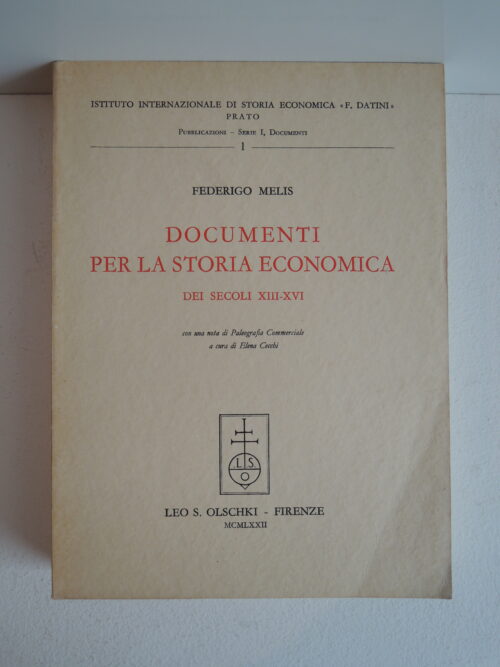 ISTITUTO INTERNAZIONALE DI STORIA ECONOMICA «F. DATINI»
PRATO
PUBBLICAZIONI – SERIE I, DOCUMENTI
1
FEDERIGO MELIS
DOCUMENTI
PER LA STORIA ECONOMICA
DEI SECOLI XIII-XVI
con una nota di Paleografia Commerciale
a cura di Elena Cecchi
L S
O
LEO S. OLSCHKI - FIRENZE
MCMLXXII